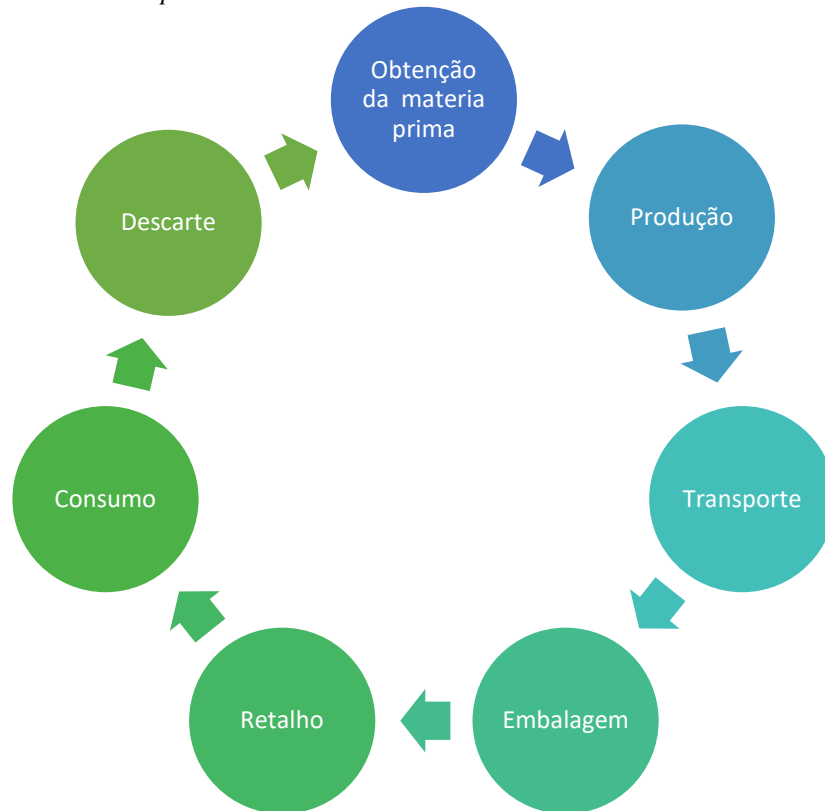 Obtenção
da materia
prima
Produção
Transporte
Embalagem
Retalho
Consumo
Descarte